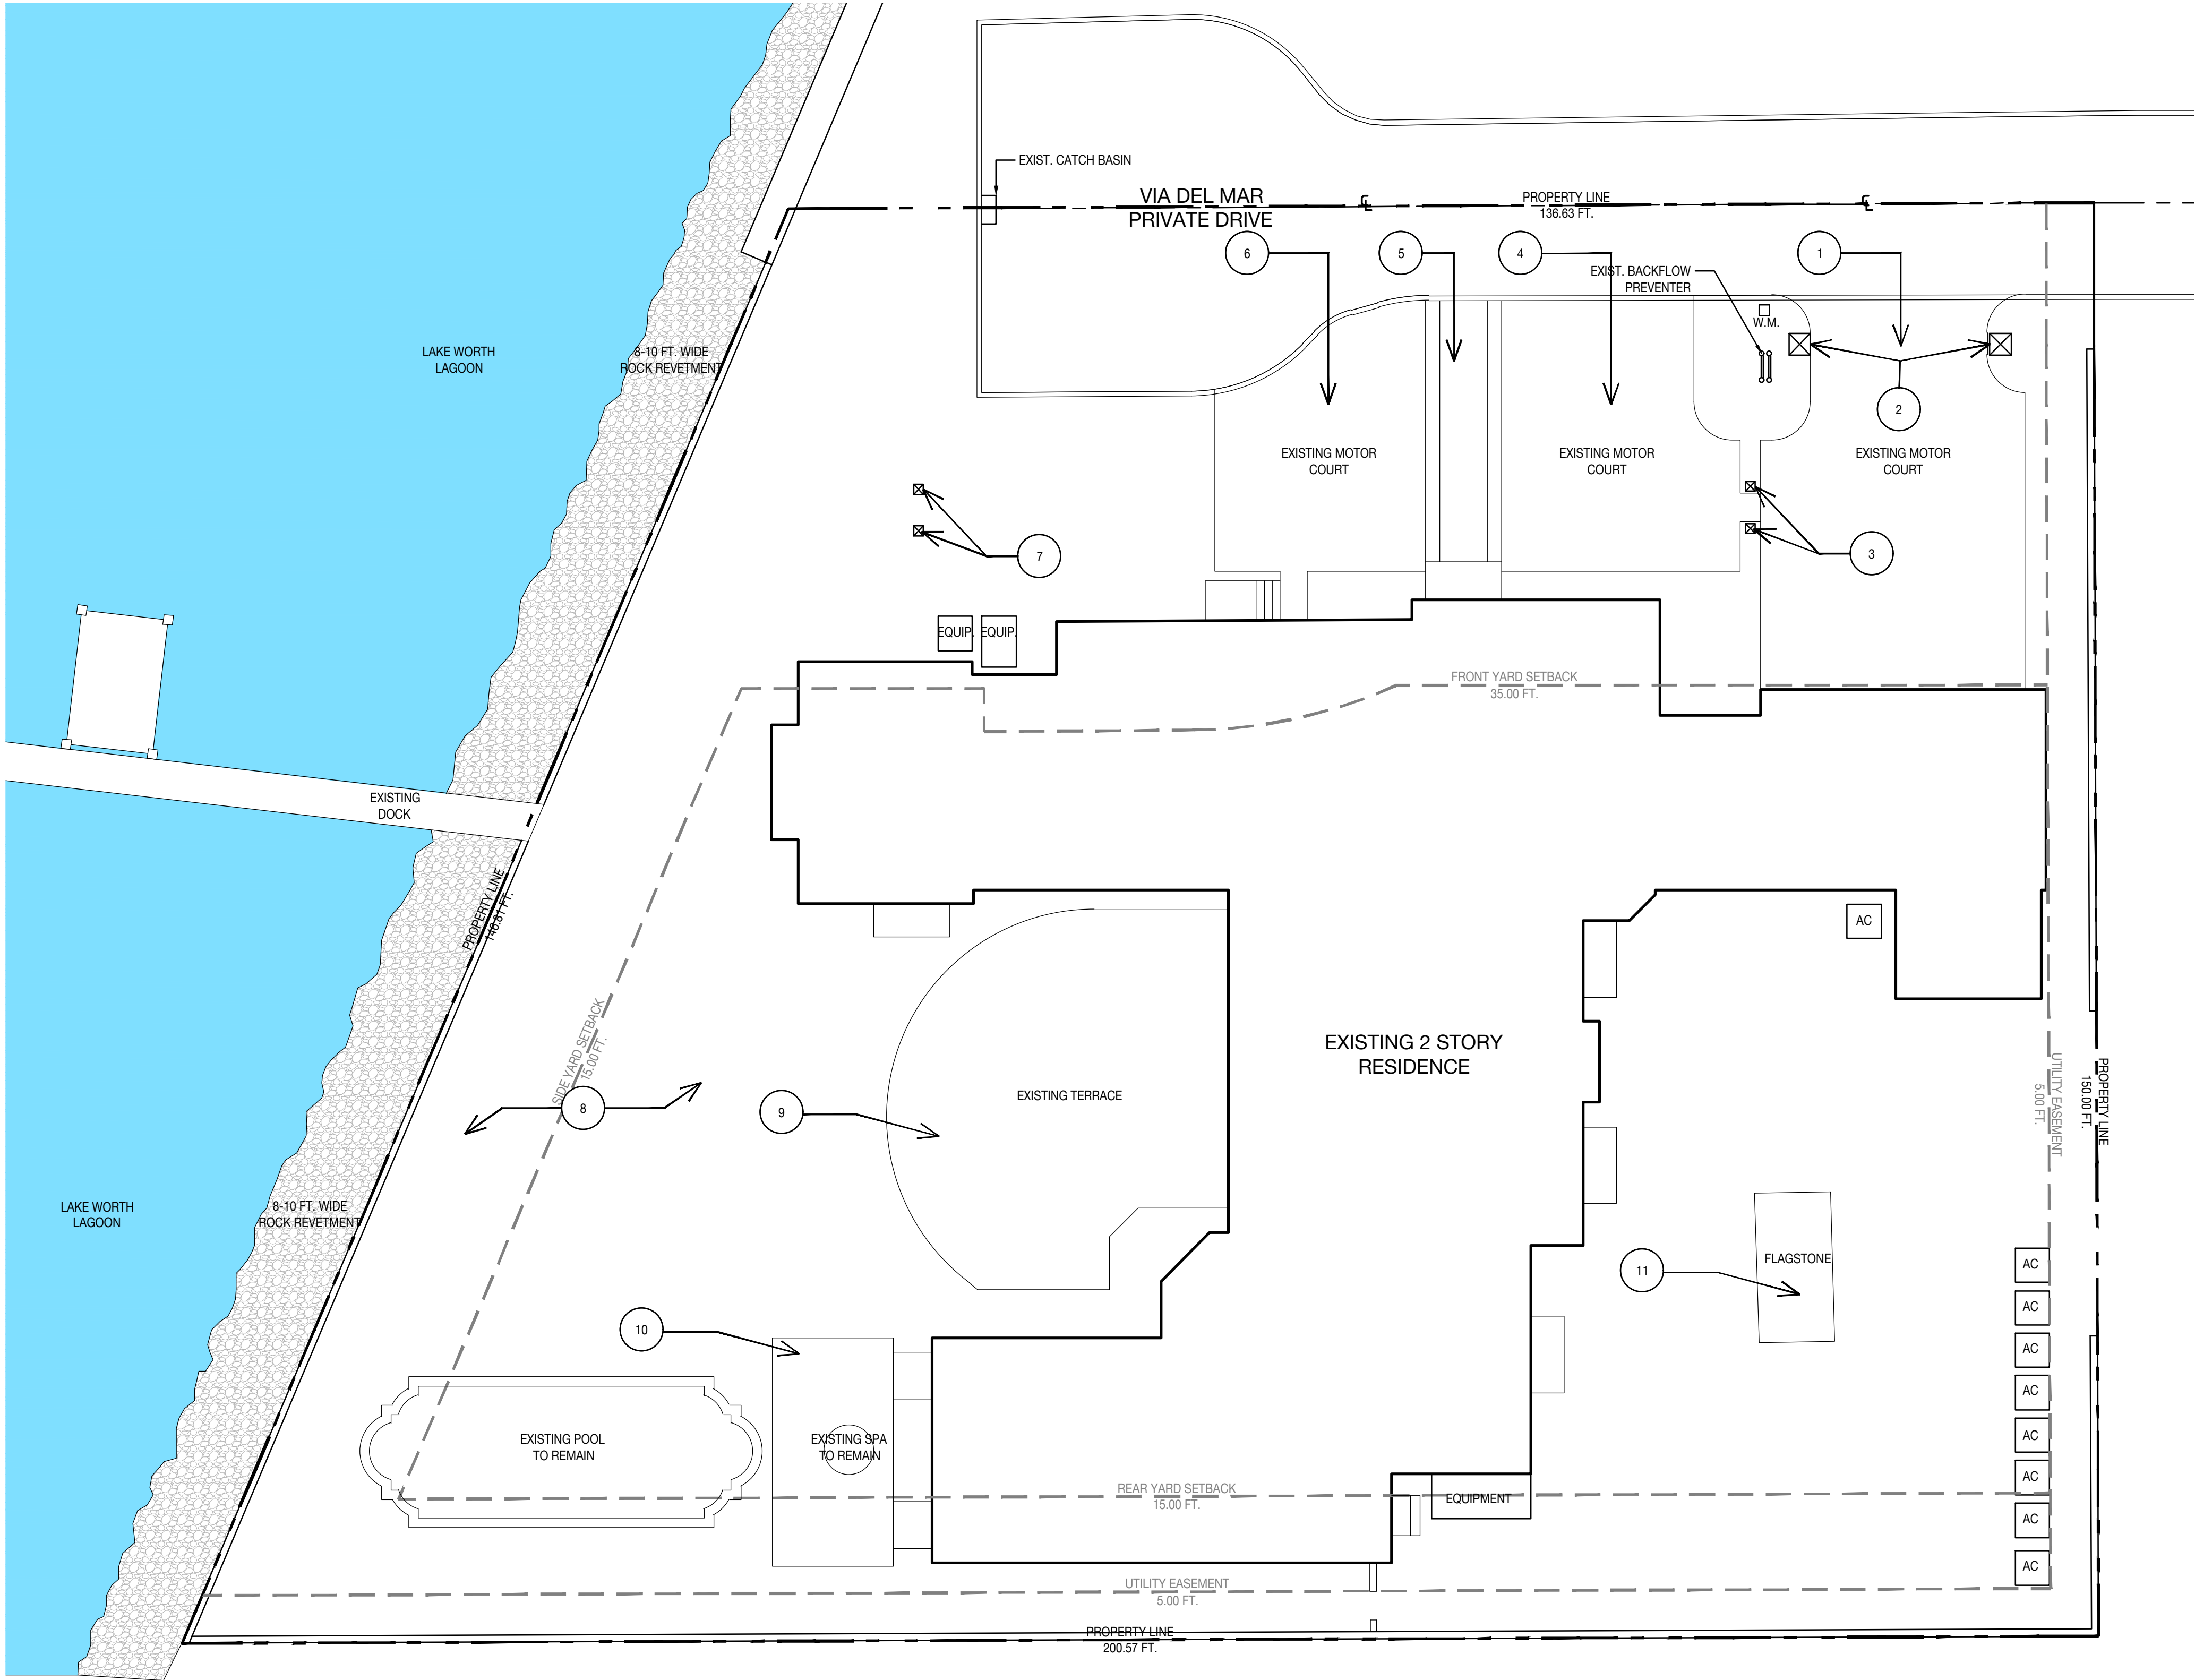 EXIST. CATCH BASIN
VIA DEL MAR
PRIVATE DRIVE
℄
PROPERTY LINE
136.63 FT.
℄
6
5
4
1
EXIST. BACKFLOW
PREVENTER
W.M.
LAKE WORTH
LAGOON
8-10 FT. WIDE
ROCK REVETMENT
2
EXISTING MOTOR
COURT
EXISTING MOTOR
COURT
EXISTING MOTOR
COURT
7
3
EQUIP.
EQUIP.
FRONT YARD SETBACK
35.00 FT.
EXISTING
DOCK
PROPERTY LINE
146.81 FT.
AC
SIDE YARD SETBACK
15.00 FT.
EXISTING 2 STORY
RESIDENCE
UTILITY EASEMENT
5.00 FT.
PROPERTY LINE
150.00 FT.
8
9
EXISTING TERRACE
LAKE WORTH
LAGOON
8-10 FT. WIDE
ROCK REVETMENT
11
FLAGSTONE
AC
AC
AC
AC
AC
AC
AC
AC
10
EXISTING POOL
TO REMAIN
EXISTING SPA
TO REMAIN
REAR YARD SETBACK
15.00 FT.
EQUIPMENT
UTILITY EASEMENT
5.00 FT.
PROPERTY LINE
200.57 FT.